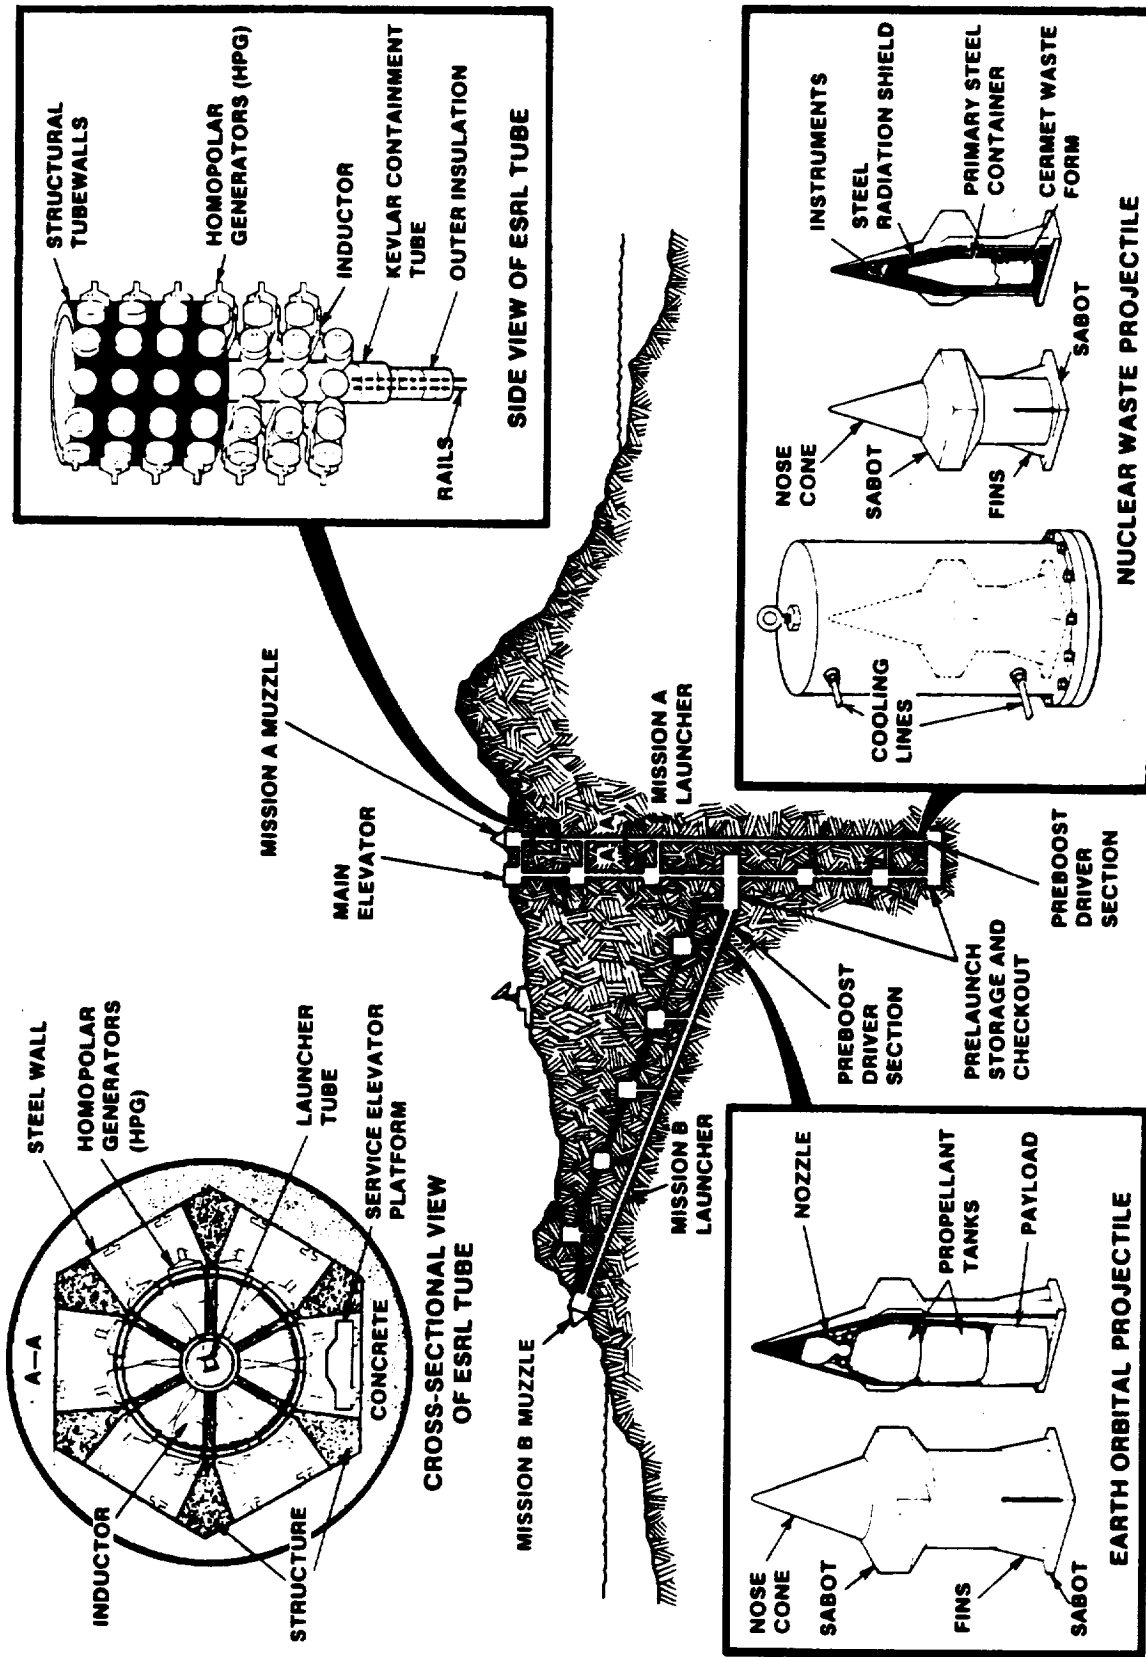 A—A
STEEL WALL
HOMOPOLAR
GENERATORS
(HPG)
LAUNCHER
TUBE
SERVICE ELEVATOR
PLATFORM
CONCRETE
INDUCTOR
STRUCTURE
CROSS-SECTIONAL VIEW
OF ESRL TUBE
STRUCTURAL
TUBEWALLS
HOMOPOLAR
GENERATORS (HPG)
INDUCTOR
KEVLAR CONTAINMENT
TUBE
OUTER INSULATION
RAILS
SIDE VIEW OF ESRL TUBE
MISSION A MUZZLE
MAIN
ELEVATOR
A
A
MISSION A
LAUNCHER
MISSION B MUZZLE
MISSION B
LAUNCHER
PREBOOST
DRIVER
SECTION
PRELAUNCH
STORAGE AND
CHECKOUT
PREBOOST
DRIVER
SECTION
NOSE
CONE
SABOT
FINS
SABOT
NOZZLE
PROPELLANT
TANKS
PAYLOAD
EARTH ORBITAL PROJECTILE
COOLING
LINES
NOSE
CONE
SABOT
FINS
SABOT
INSTRUMENTS
STEEL
RADIATION SHIELD
PRIMARY STEEL
CONTAINER
CERMET WASTE
FORM
NUCLEAR WASTE PROJECTILE